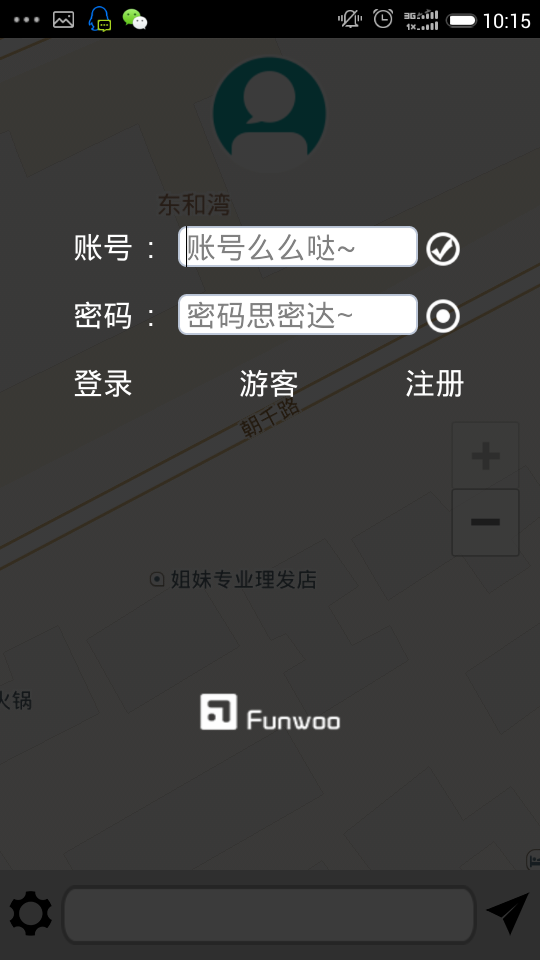 3G 10:15
1X
东和湾
账号 : 账号么么哒~
密码 : 密码思密达~
登录 游客 注册
朝千路
姐妹专业理发店
火锅
Funwoo